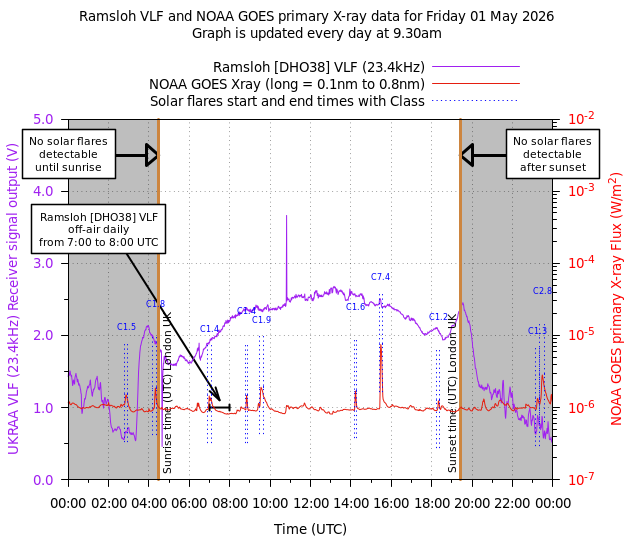 Ramsloh VLF and NOAA GOES primary X-ray data for Friday 01 May 2026
Graph is updated every day at 9.30am
Ramsloh [DHO38] VLF (23.4kHz)
NOAA GOES Xray (long = 0.1nm to 0.8nm)
Solar flares start and end times with Class
5.0
4.0
3.0
2.0
1.0
0.0
UKRAA VLF (23.4kHz) Receiver signal output (V)
No solar flares
detectable
until sunrise
Ramsloh [DHO38] VLF
off-air daily
from 7:00 to 8:00 UTC
No solar flares
detectable
after sunset
C1.5
C1.8
C1.4
C1.4
C1.9
C1.6
C7.4
C1.2
C1.3
C2.8
Sunrise time (UTC) London UK
Sunset time (UTC) London UK
10⁻²
10⁻³
10⁻⁴
10⁻⁵
10⁻⁶
10⁻⁷
NOAA GOES primary X-ray Flux (W/m²)
00:00 02:00 04:00 06:00 08:00 10:00 12:00 14:00 16:00 18:00 20:00 22:00 00:00
Time (UTC)